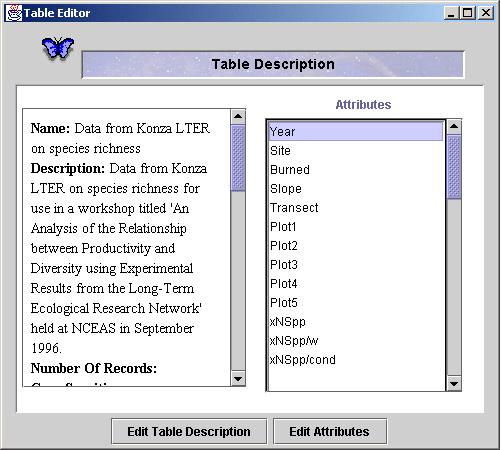 Table Editor
Table Description
Name: Data from Konza LTER
on species richness
Description: Data from Konza
LTER on species richness for
use in a workshop titled 'An
Analysis of the Relationship
between Productivity and
Diversity using Experimental
Results from the Long-Term
Ecological Research Network'
held at NCEAS in September
1996.
Number Of Records:
Attributes
Year
Site
Burned
Slope
Transect
Plot1
Plot2
Plot3
Plot4
Plot5
xNSpp
xNSpp/w
xNSpp/cond
Edit Table Description
Edit Attributes